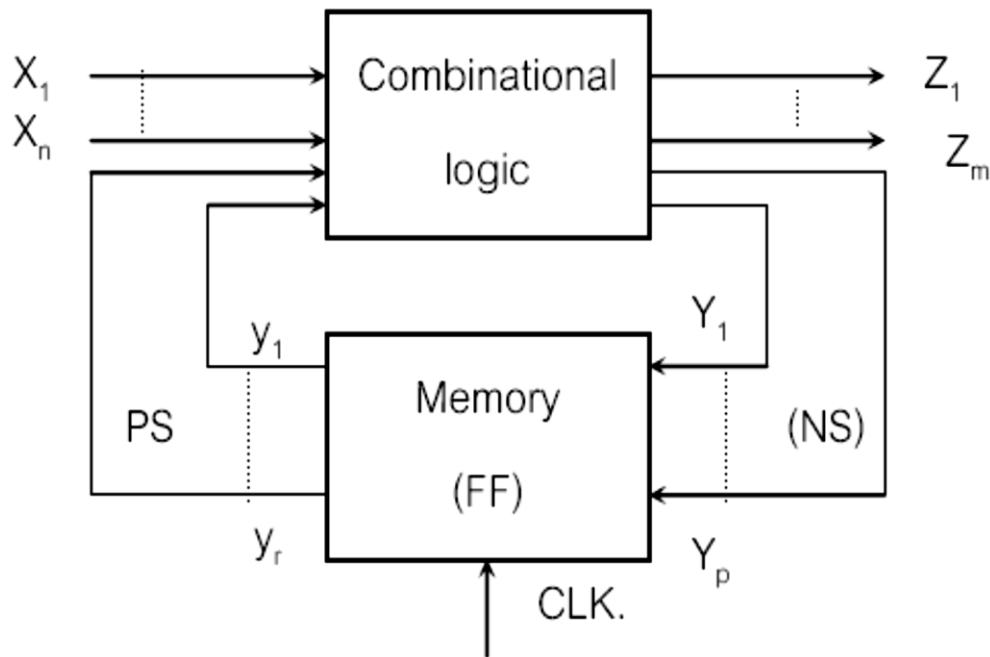 X1
Xn
Combinational
logic
Z1
Zm
y1
Y1
PS
Memory
(FF)
(NS)
yr
Yp
CLK.